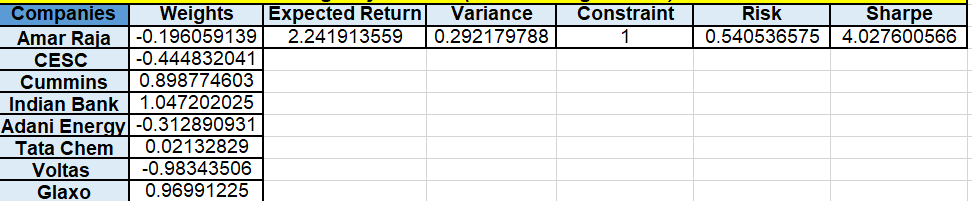 Companies Weights Expected Return Variance Constraint Risk Sharpe
Amar Raja -0.196059139 2.241913559 0.292179788 1 0.540536575 4.027600566
CESC -0.444832041
Cummins 0.898774603
Indian Bank 1.047202025
Adani Energy -0.312890931
Tata Chem 0.02132829
Voltas -0.98343506
Glaxo 0.96991225